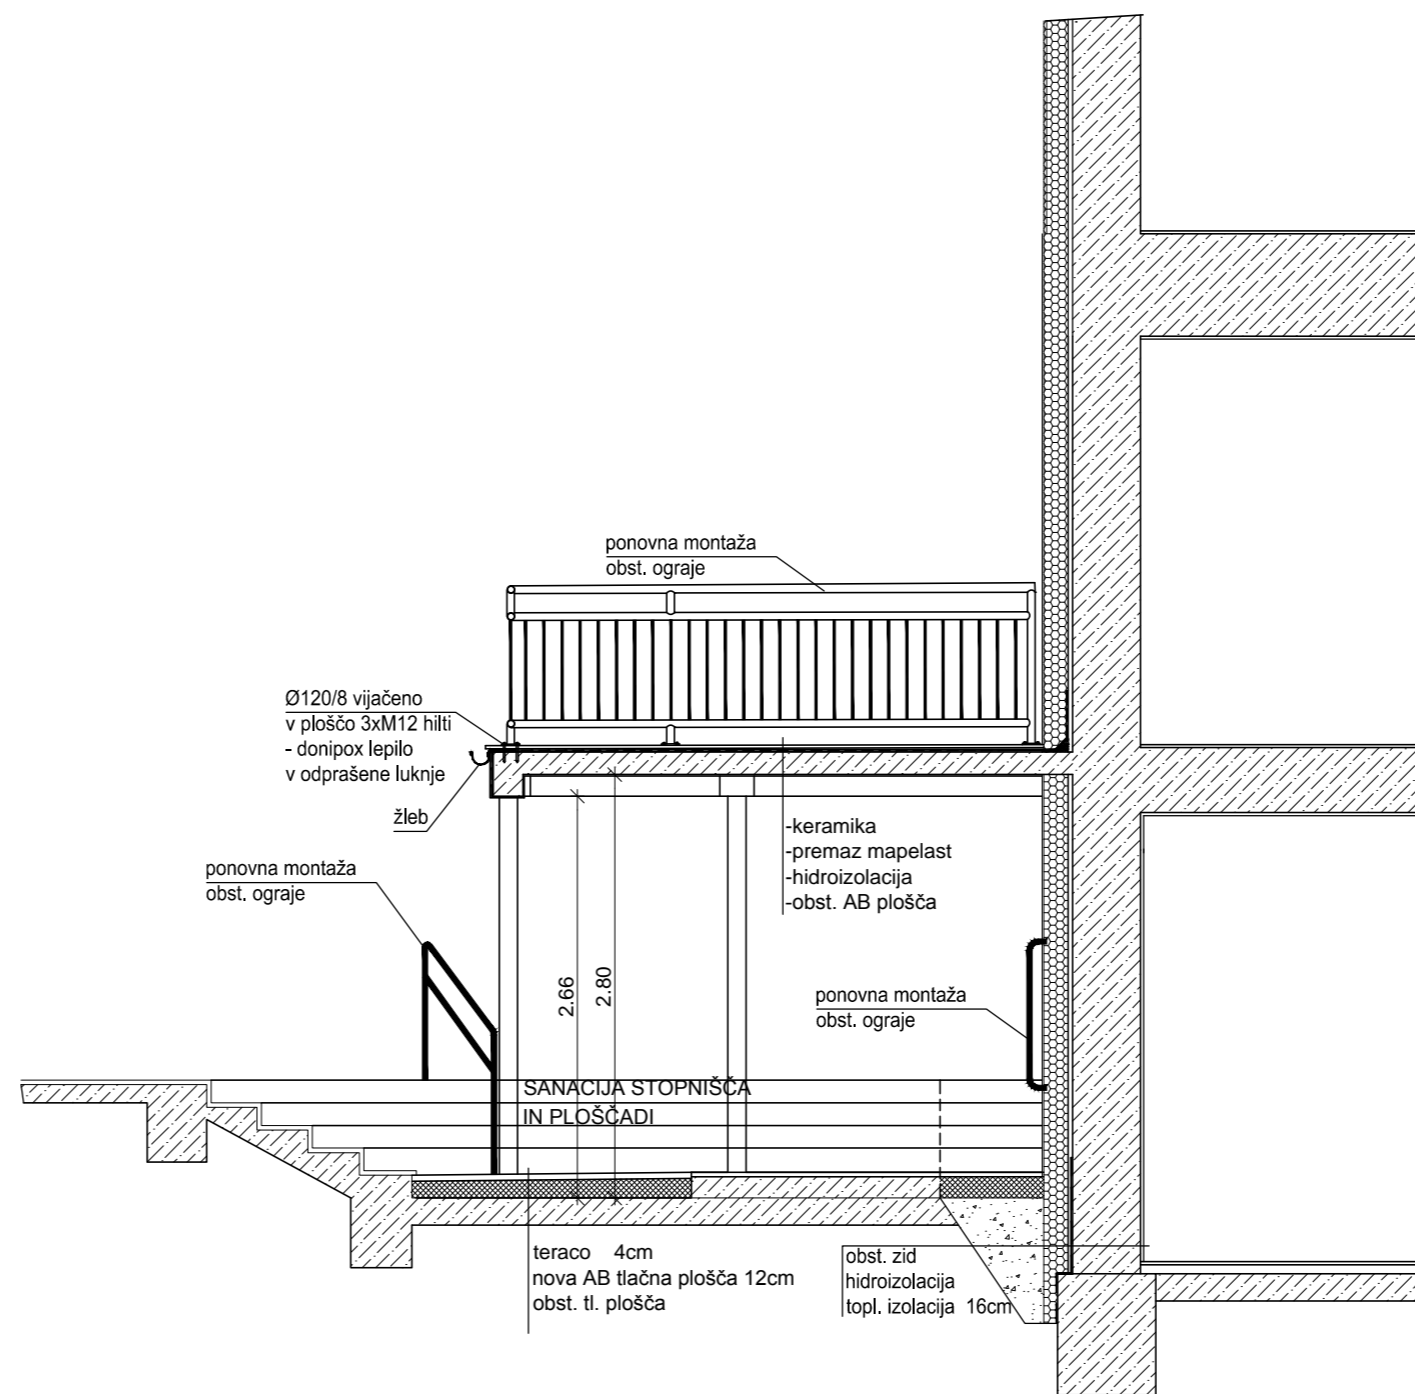 ponovna montaža
obst. ograje
Ø120/8 vijačeno
v ploščo 3xM12 hilti
- donipox lepilo
v odprašene luknje
žleb
-keramika
-premaz mapelast
-hidroizolacija
-obst. AB plošča
ponovna montaža
obst. ograje
2.66
2.80
ponovna montaža
obst. ograje
SANACIJA STOPNIŠČA
IN PLOŠČADI
teraco 4cm
nova AB tlačna plošča 12cm
obst. tl. plošča
obst. zid
hidroizolacija
topl. izolacija 16cm